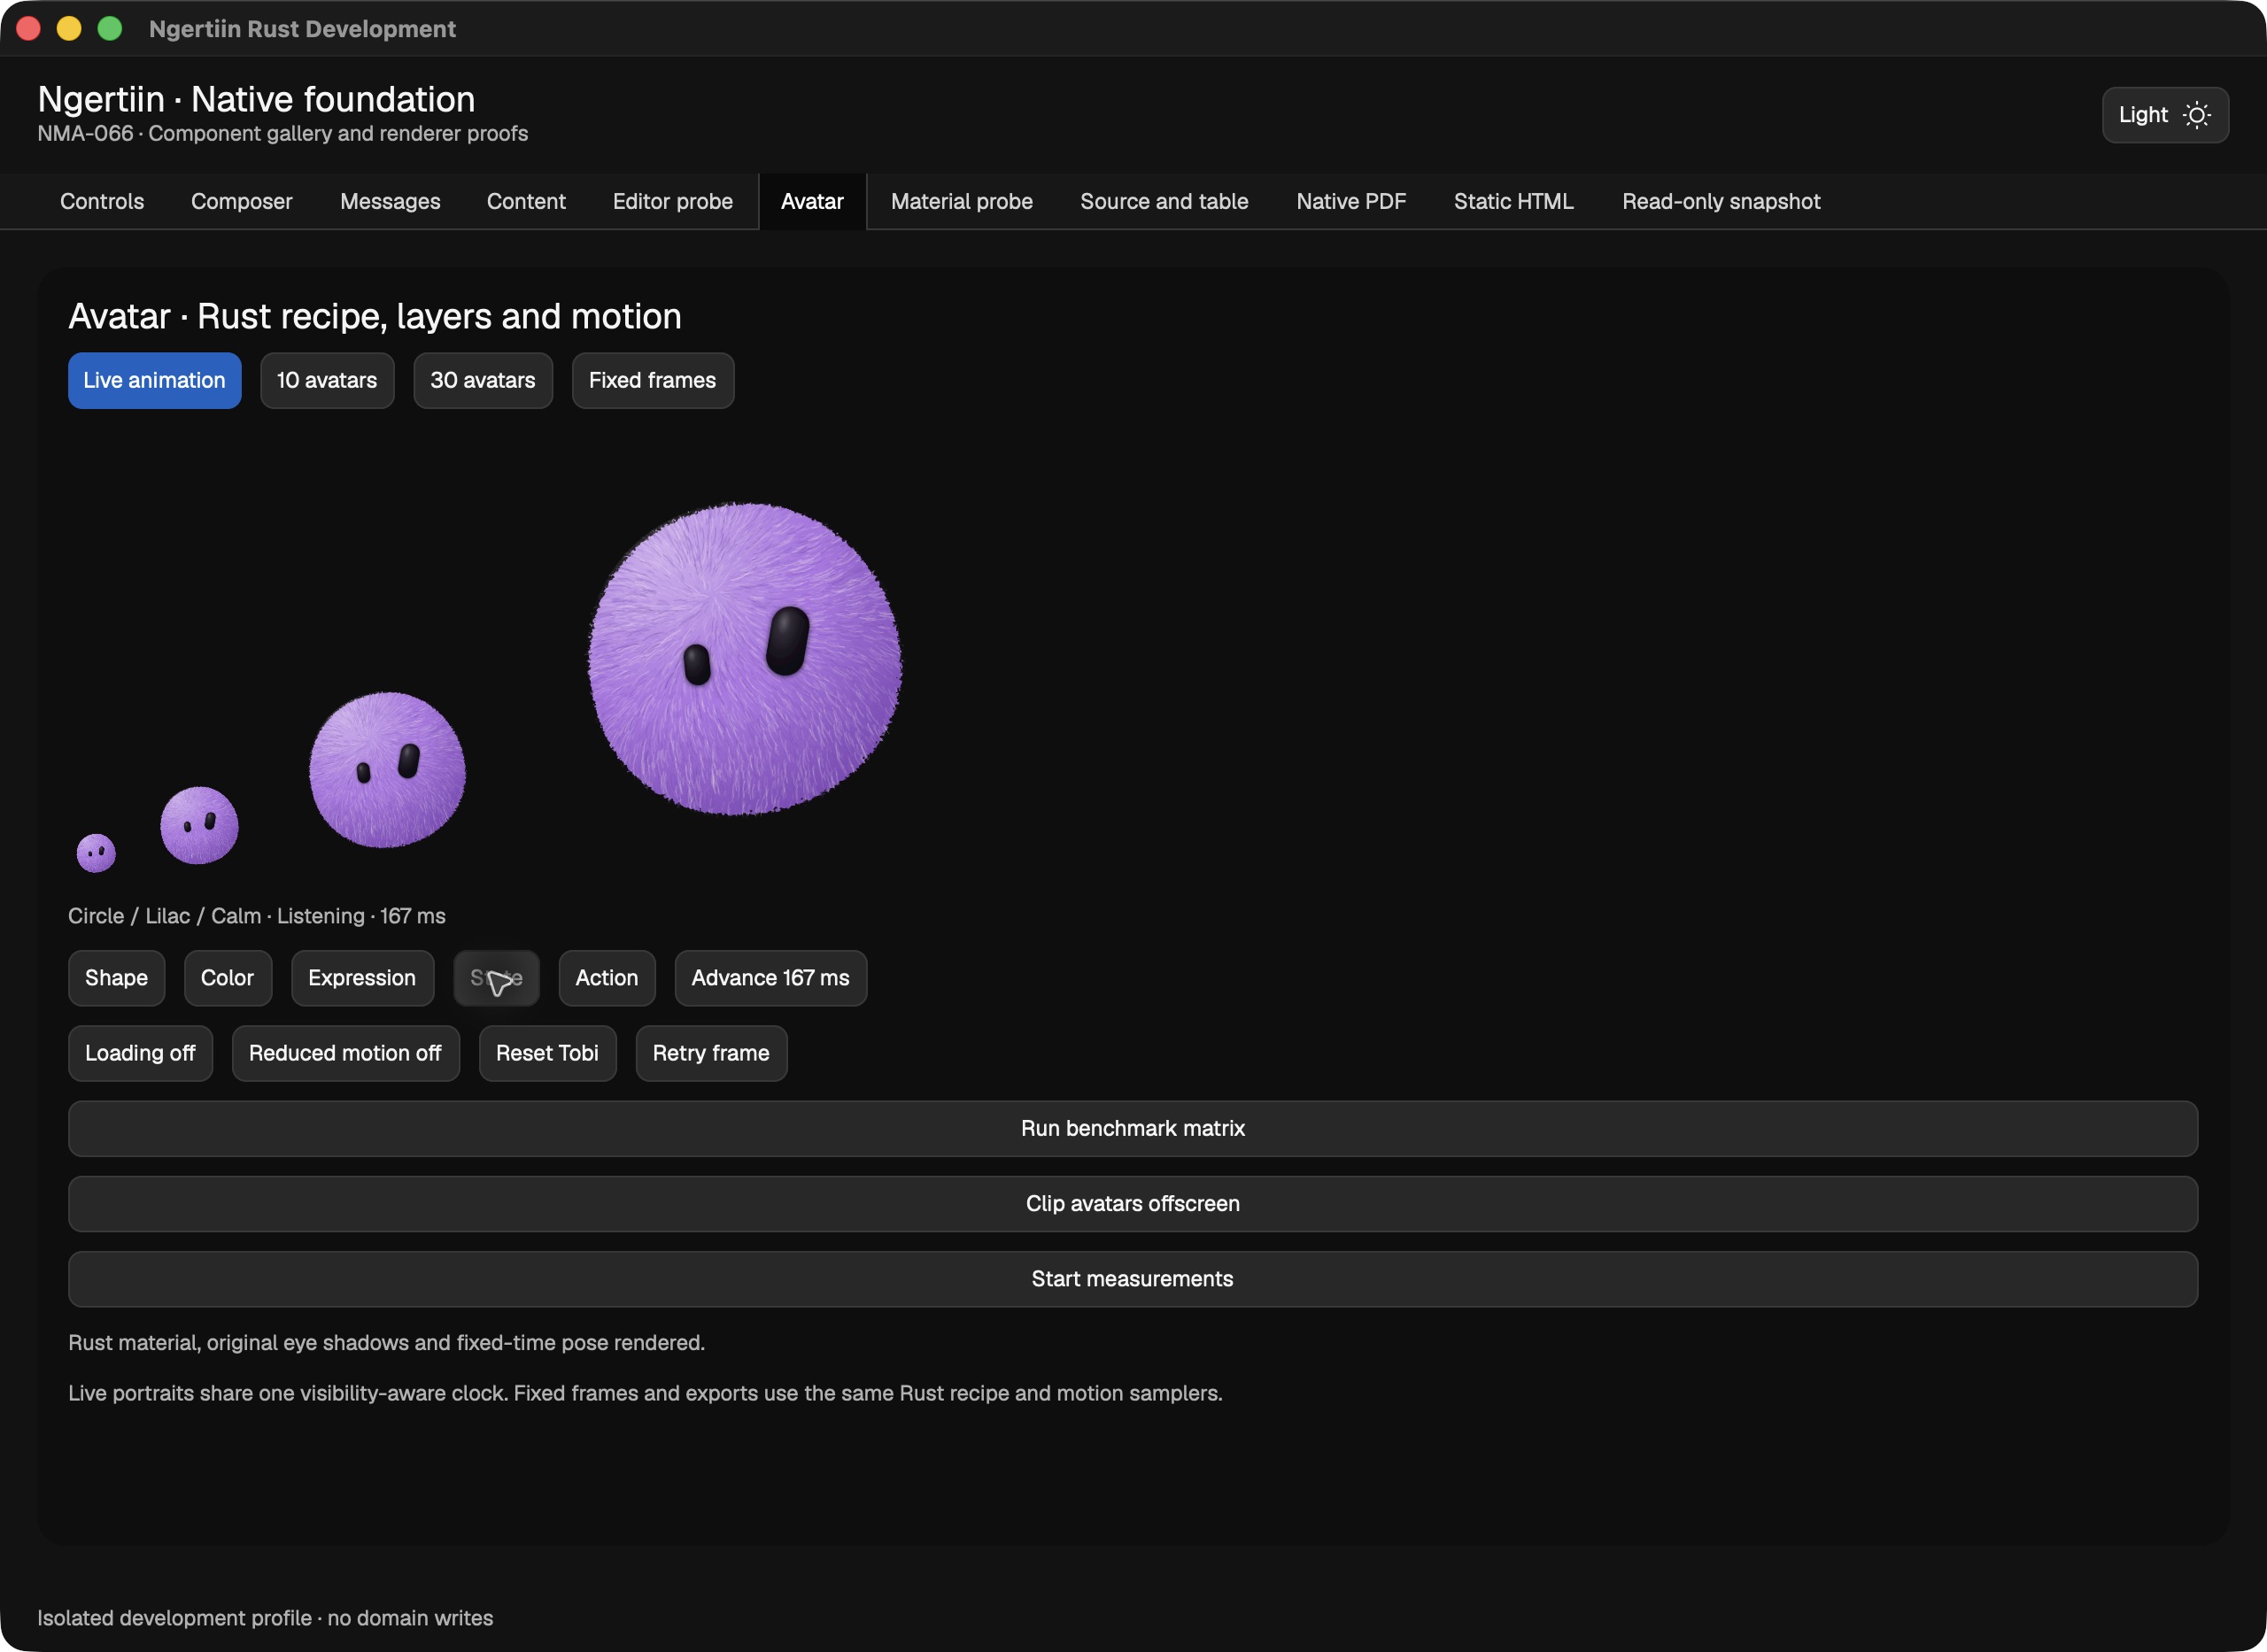 Ngertiin Rust Development
Ngertiin · Native foundation
NMA-066 · Component gallery and renderer proofs
Light
Controls Composer Messages Content Editor probe Avatar Material probe Source and table Native PDF Static HTML Read-only snapshot
Avatar · Rust recipe, layers and motion
Live animation 10 avatars 30 avatars Fixed frames
Circle / Lilac / Calm · Listening · 167 ms
Shape Color Expression State Action Advance 167 ms
Loading off Reduced motion off Reset Tobi Retry frame
Run benchmark matrix
Clip avatars offscreen
Start measurements
Rust material, original eye shadows and fixed-time pose rendered.
Live portraits share one visibility-aware clock. Fixed frames and exports use the same Rust recipe and motion samplers.
Isolated development profile · no domain writes